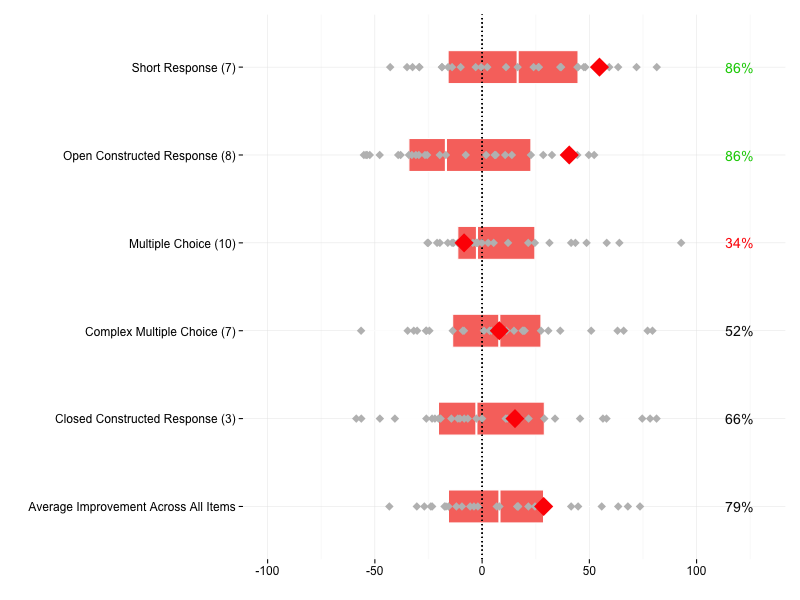 Short Response (7) 86%
Open Constructed Response (8) 86%
Multiple Choice (10) 34%
Complex Multiple Choice (7) 52%
Closed Constructed Response (3) 66%
Average Improvement Across All Items 79%
-100 -50 0 50 100